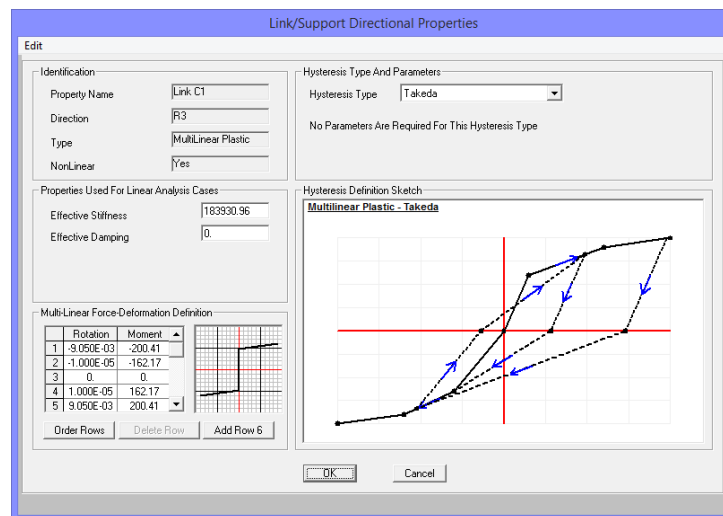 Link/Support Directional Properties
Edit
Identification
Property Name Link C1
Direction R3
Type MultiLinear Plastic
NonLinear Yes
Hysteresis Type And Parameters
Hysteresis Type Takeda
No Parameters Are Required For This Hysteresis Type
Properties Used For Linear Analysis Cases
Effective Stiffness 183930.96
Effective Damping 0.
Hysteresis Definition Sketch
Multilinear Plastic - Takeda
Multi-Linear Force-Deformation Definition
Rotation Moment
1 -9.050E-03 -200.41
2 -1.000E-05 -162.17
3 0. 0.
4 1.000E-05 162.17
5 9.050E-03 200.41
Order Rows Delete Row Add Row 6
OK Cancel